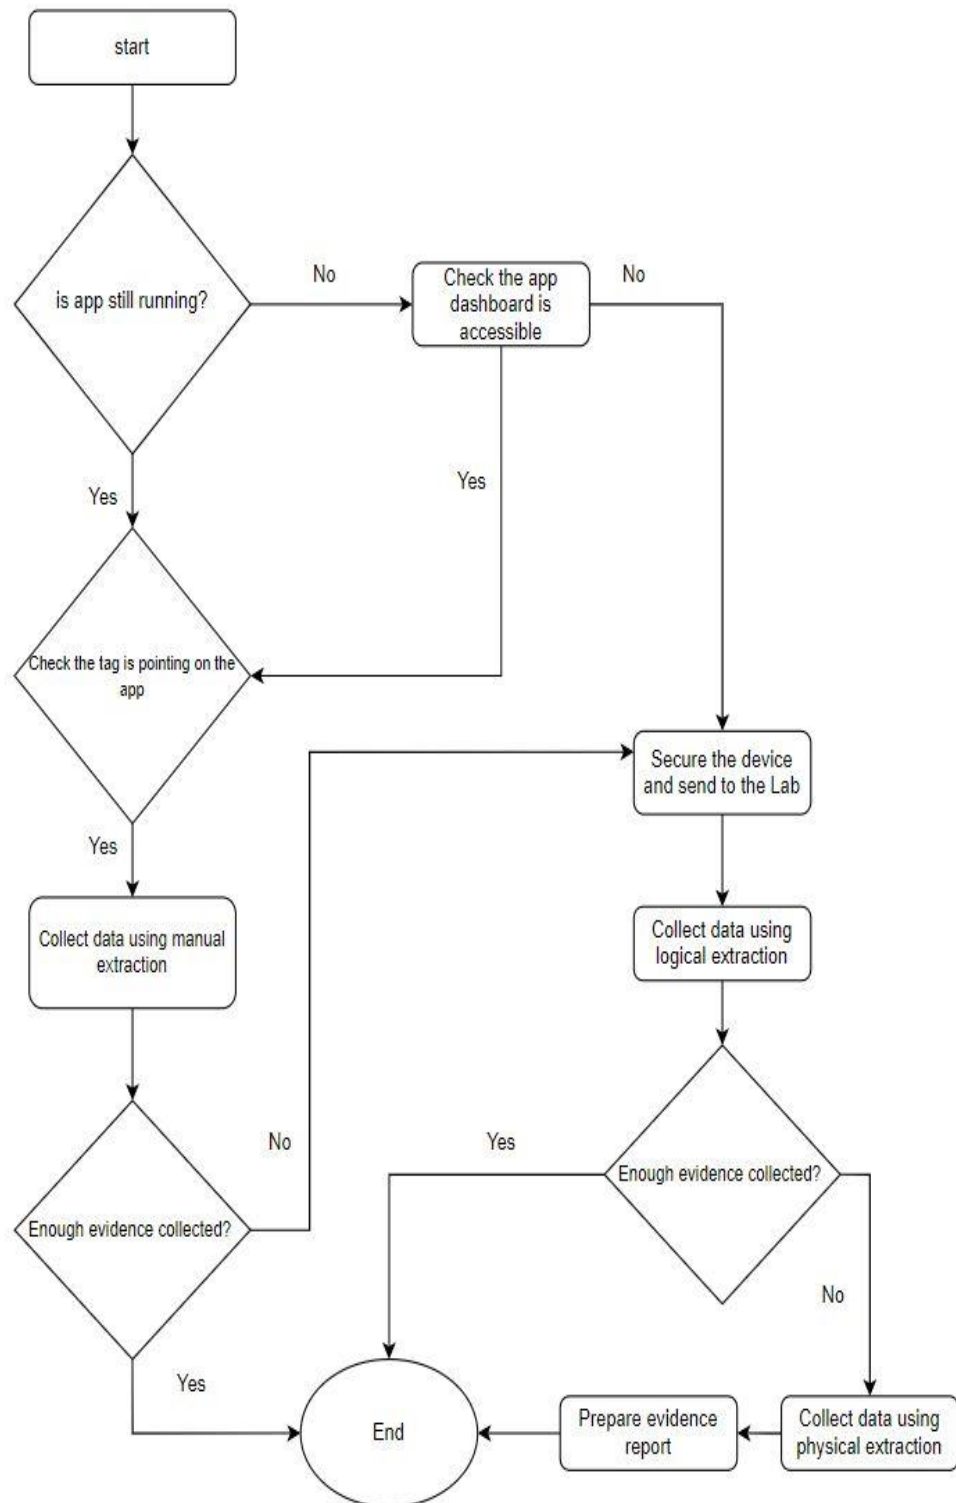 start
is app still running?
No
Check the app
dashboard is
accessible
No
Yes
Yes
Check the tag is pointing on the
app
Secure the device
and send to the Lab
Yes
Collect data using manual
extraction
Collect data using
logical extraction
No
Yes
Enough evidence collected?
Enough evidence collected?
No
Yes
End
Prepare evidence
report
Collect data using
physical extraction